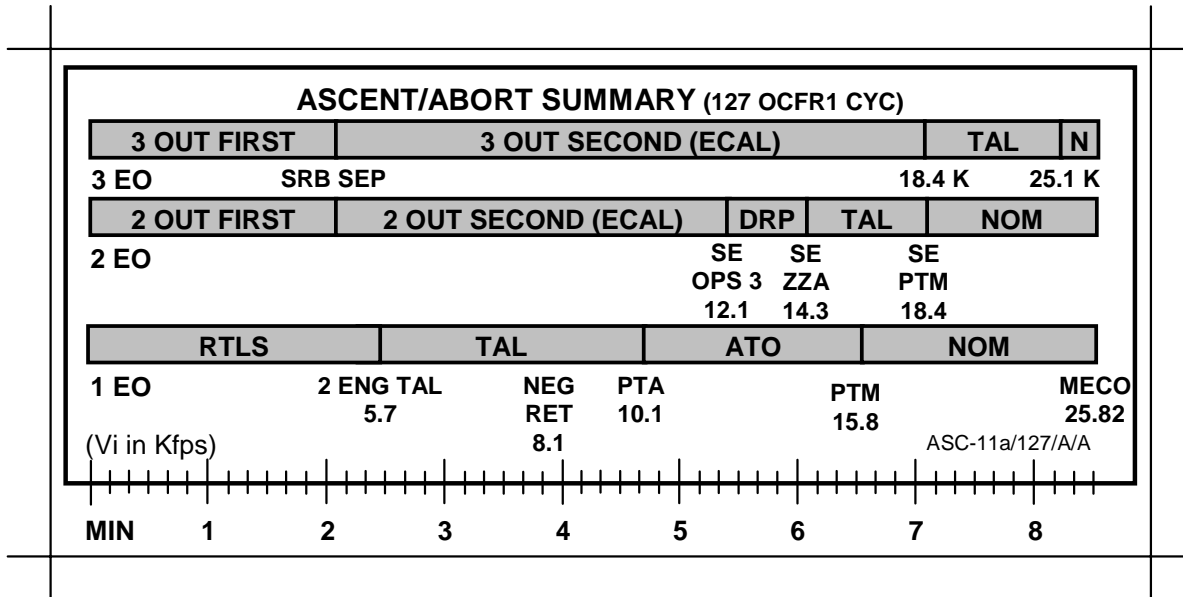 ASCENT/ABORT SUMMARY (127 OCFR1 CYC)
3 OUT FIRST 3 OUT SECOND (ECAL) TAL N
3 EO SRB SEP 18.4 K 25.1 K
2 OUT FIRST 2 OUT SECOND (ECAL) DRP TAL NOM
2 EO SE SE SE
OPS 3 ZZA PTM
12.1 14.3 18.4
RTLS TAL ATO NOM
1 EO 2 ENG TAL NEG PTA PTM MECO
5.7 RET 10.1 15.8 25.82
(Vi in Kfps) 8.1 ASC-11a/127/A/A
MIN 1 2 3 4 5 6 7 8